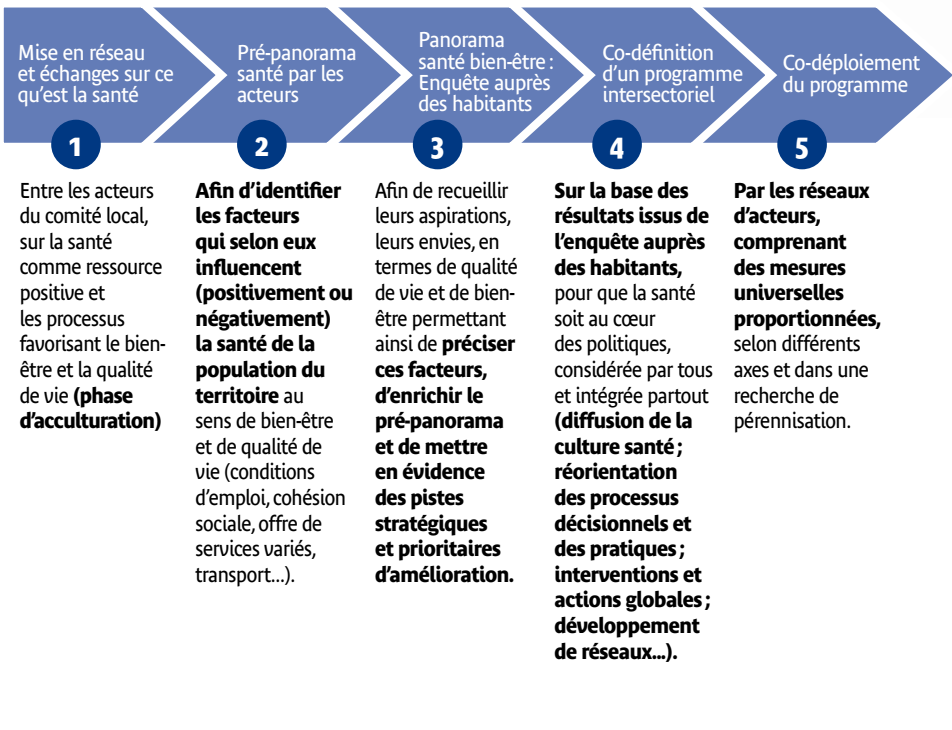 Mise en réseau
et échanges sur ce
qu'est la santé
1
Entre les acteurs
du comité local,
sur la santé
comme ressource
positive et
les processus
favorisant le bien-
être et la qualité
de vie (phase
d'acculturation)
Pré-panorama
santé par les
acteurs
2
Afin d'identifier
les facteurs
qui selon eux
influencent
(positivement ou
négativement)
la santé de la
population du
territoire au
sens de bien-être
et de qualité de
vie (conditions
d'emploi, cohésion
sociale, offre de
services variés,
transport...).
Panorama
santé bien-être :
Enquête auprès
des habitants
3
Afin de recueillir
leurs aspirations,
leurs envies, en
termes de qualité
de vie et de bien-
être permettant
ainsi de préciser
ces facteurs,
d'enrichir le
pré-panorama
et de mettre
en évidence
des pistes
stratégiques
et prioritaires
d'amélioration.
Co-définition
d'un programme
intersectoriel
4
Sur la base des
résultats issus de
l'enquête auprès
des habitants,
pour que la santé
soit au cœur
des politiques,
considérée par tous
et intégrée partout
(diffusion de la
culture santé ;
réorientation
des processus
décisionnels et
des pratiques ;
interventions et
actions globales ;
développement
de réseaux...).
Co-déploiement
du programme
5
Par les réseaux
d'acteurs,
comprenant
des mesures
universelles
proportionnées,
selon différents
axes et dans une
recherche de
pérennisation.